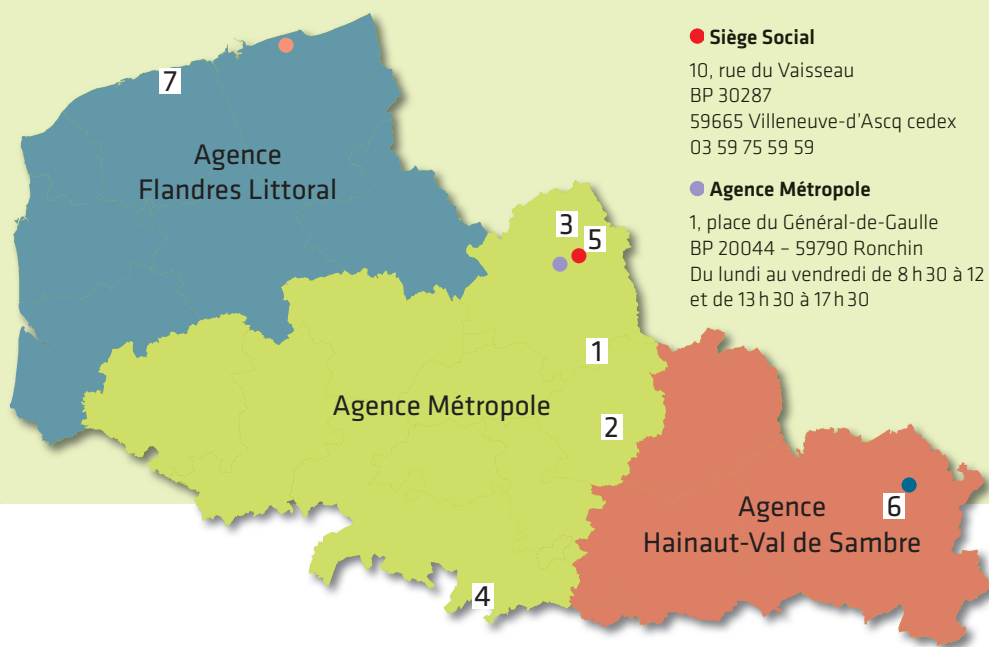 Siège Social
10, rue du Vaisseau
BP 30287
59665 Villeneuve-d'Ascq cedex
03 59 75 59 59
Agence Métropole
1, place du Général-de-Gaulle
BP 20044 – 59790 Ronchin
Du lundi au vendredi de 8 h 30 à 12
et de 13 h 30 à 17 h 30
7
Agence
Flandres Littoral
3
5
1
Agence Métropole
2
6
Agence
Hainaut-Val de Sambre
4